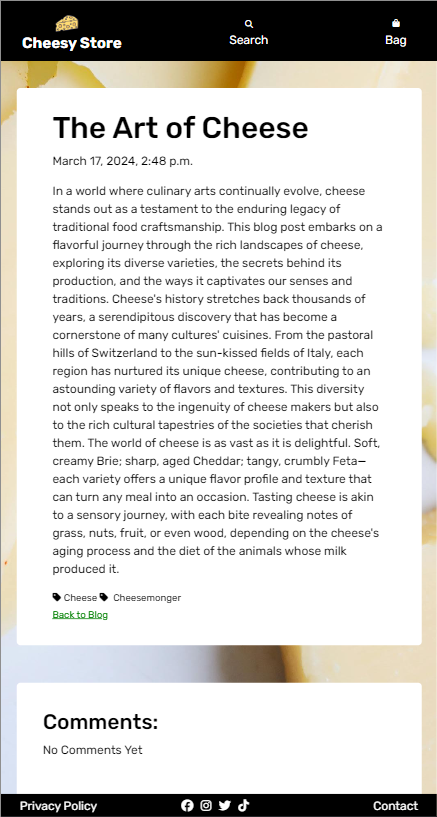 Cheesy Store
Search
Bag
The Art of Cheese
March 17, 2024, 2:48 p.m.
In a world where culinary arts continually evolve, cheese
stands out as a testament to the enduring legacy of
traditional food craftsmanship. This blog post embarks on a
flavorful journey through the rich landscapes of cheese,
exploring its diverse varieties, the secrets behind its
production, and the ways it captivates our senses and
traditions. Cheese's history stretches back thousands of
years, a serendipitous discovery that has become a
cornerstone of many cultures' cuisines. From the pastoral
hills of Switzerland to the sun-kissed fields of Italy, each
region has nurtured its unique cheese, contributing to an
astounding variety of flavors and textures. This diversity
not only speaks to the ingenuity of cheese makers but also
to the rich cultural tapestries of the societies that cherish
them. The world of cheese is as vast as it is delightful. Soft,
creamy Brie; sharp, aged Cheddar; tangy, crumbly Feta—
each variety offers a unique flavor profile and texture that
can turn any meal into an occasion. Tasting cheese is akin
to a sensory journey, with each bite revealing notes of
grass, nuts, fruit, or even wood, depending on the cheese's
aging process and the diet of the animals whose milk
produced it.
Cheese Cheesemonger
Back to Blog
Comments:
No Comments Yet
Privacy Policy
Contact